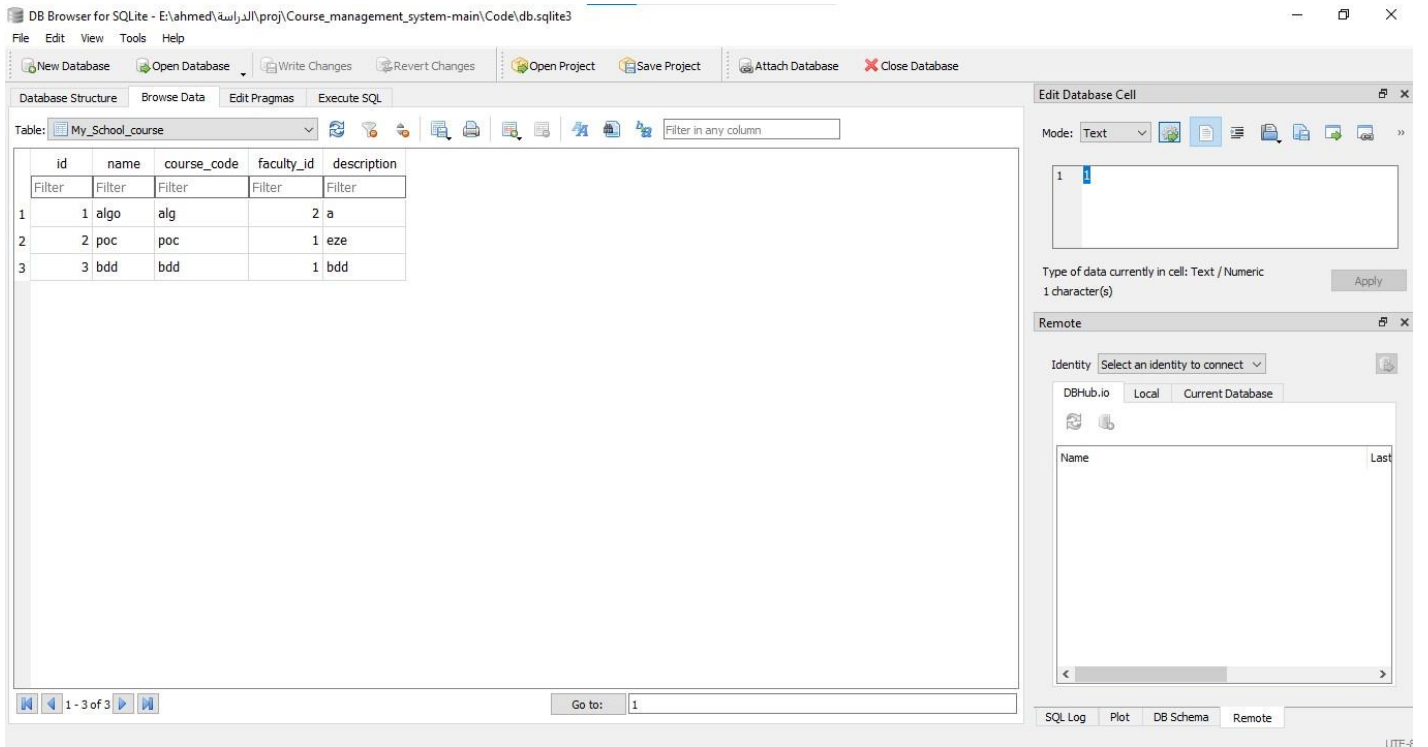 DB Browser for SQLite - E:\ahmed\الدراسة\proj\Course_management_system-main\Code\db.sqlite3
File Edit View Tools Help
New Database Open Database Write Changes Revert Changes Open Project Save Project Attach Database Close Database
Database Structure Browse Data Edit Pragmas Execute SQL
Table: My_School_course Filter in any column
id name course_code faculty_id description
Filter Filter Filter Filter Filter
1 1 algo alg 2 a
2 2 poc poc 1 eze
3 3 bdd bdd 1 bdd
1 - 3 of 3 Go to: 1
Edit Database Cell
Mode: Text
1 1
Type of data currently in cell: Text / Numeric
1 character(s)
Apply
Remote
Identity Select an identity to connect
DBHub.io Local Current Database
Name Last
SQL Log Plot DB Schema Remote